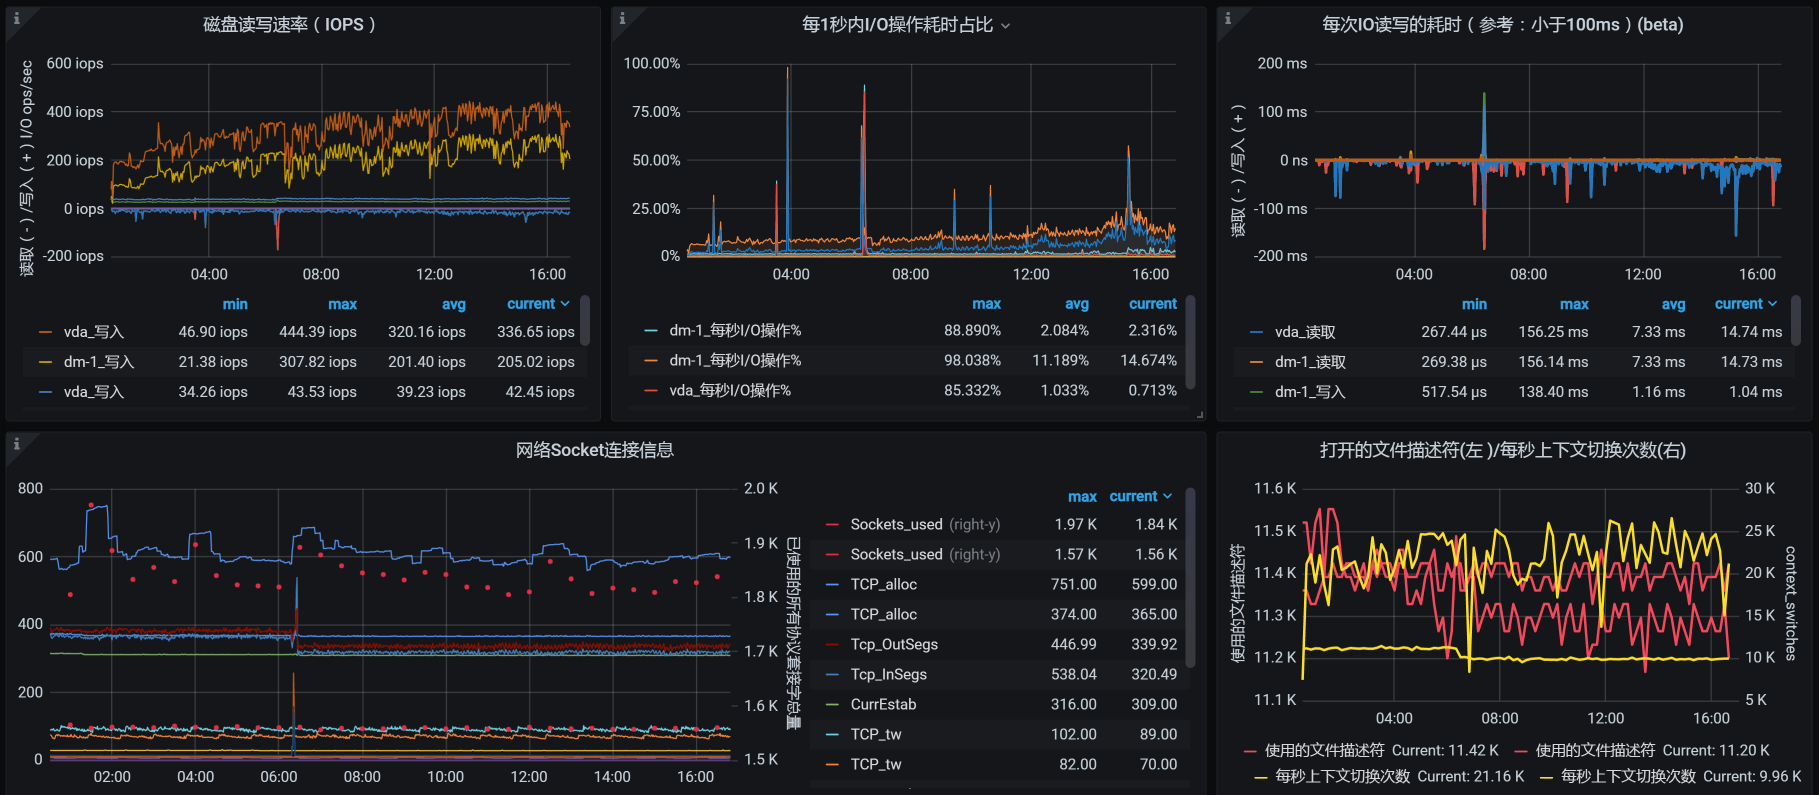 磁盘读写速率（IOPS）
读取（-）/写入（+）I/O ops/sec
600 iops
400 iops
200 iops
0 iops
-200 iops
04:00 08:00 12:00 16:00
min max avg current
vda_写入 46.90 iops 444.39 iops 320.16 iops 336.65 iops
dm-1_写入 21.38 iops 307.82 iops 201.40 iops 205.02 iops
vda_写入 34.26 iops 43.53 iops 39.23 iops 42.45 iops
每1秒内I/O操作耗时占比
100.00%
75.00%
50.00%
25.00%
0%
04:00 08:00 12:00 16:00
max avg current
dm-1_每秒I/O操作% 88.890% 2.084% 2.316%
dm-1_每秒I/O操作% 98.038% 11.189% 14.674%
vda_每秒I/O操作% 85.332% 1.033% 0.713%
每次IO读写的耗时（参考：小于100ms）(beta)
读取（-）/写入（+）
200 ms
100 ms
0 ns
-100 ms
-200 ms
04:00 08:00 12:00 16:00
min max avg current
vda_读取 267.44 µs 156.25 ms 7.33 ms 14.74 ms
dm-1_读取 269.38 µs 156.14 ms 7.33 ms 14.73 ms
dm-1_写入 517.54 µs 138.40 ms 1.16 ms 1.04 ms
网络Socket连接信息
800
600
400
200
0
2.0 K
1.9 K
1.8 K
1.7 K
1.6 K
1.5 K
已使用的所有协议套接字总量
02:00 04:00 06:00 08:00 10:00 12:00 14:00 16:00
max current
Sockets_used (right-y) 1.97 K 1.84 K
Sockets_used (right-y) 1.57 K 1.56 K
TCP_alloc 751.00 599.00
TCP_alloc 374.00 365.00
Tcp_OutSegs 446.99 339.92
Tcp_InSegs 538.04 320.49
CurrEstab 316.00 309.00
TCP_tw 102.00 89.00
TCP_tw 82.00 70.00
打开的文件描述符(左 )/每秒上下文切换次数(右)
使用的文件描述符
11.6 K
11.5 K
11.4 K
11.3 K
11.2 K
11.1 K
30 K
25 K
20 K
15 K
10 K
5 K
context_switches
04:00 08:00 12:00 16:00
使用的文件描述符 Current: 11.42 K 使用的文件描述符 Current: 11.20 K
每秒上下文切换次数 Current: 21.16 K 每秒上下文切换次数 Current: 9.96 K